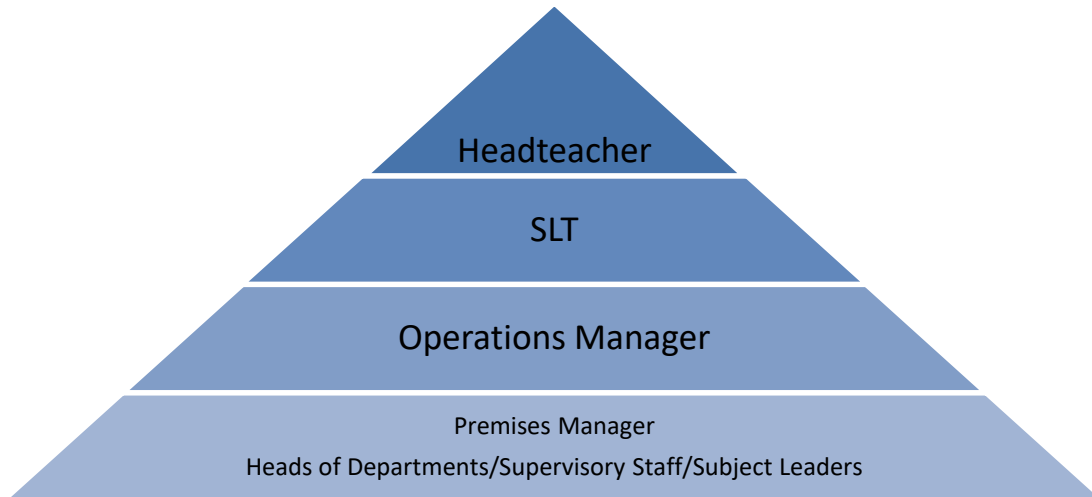 Headteacher
SLT
Operations Manager
Premises Manager
Heads of Departments/Supervisory Staff/Subject Leaders